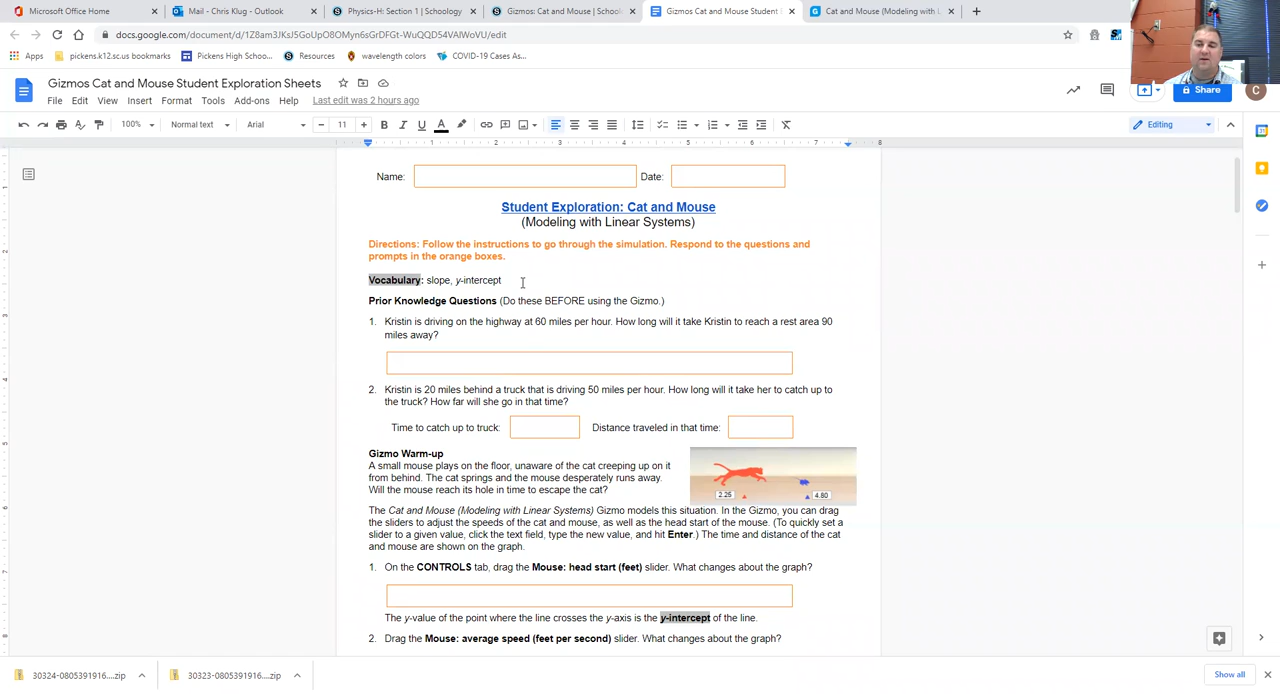 Microsoft Office Home
Mail - Chris Klug - Outlook
Physics-H: Section 1 | Schoology
Gizmos: Cat and Mouse | School
Gizmos Cat and Mouse Student
Cat and Mouse (Modeling with L
docs.google.com/document/d/1Z8am3JKsJ5GoUpO8OMyn6sGrDFGt-WuQQD54VAIWoVU/edit
Apps
pickens.k12.sc.us bookmarks
Pickens High Schoo...
Resources
wavelength colors
COVID-19 Cases As...
Gizmos Cat and Mouse Student Exploration Sheets
File Edit View Insert Format Tools Add-ons Help Last edit was 2 hours ago
Share
C
100% Normal text Arial 11 B I U A
Editing
1 2 3 4 5 6 7 8
Name: Date:
Student Exploration: Cat and Mouse
(Modeling with Linear Systems)
Directions: Follow the instructions to go through the simulation. Respond to the questions and
prompts in the orange boxes.
Vocabulary: slope, y-intercept
Prior Knowledge Questions (Do these BEFORE using the Gizmo.)
1. Kristin is driving on the highway at 60 miles per hour. How long will it take Kristin to reach a rest area 90
miles away?
2. Kristin is 20 miles behind a truck that is driving 50 miles per hour. How long will it take her to catch up to
the truck? How far will she go in that time?
Time to catch up to truck: Distance traveled in that time:
Gizmo Warm-up
A small mouse plays on the floor, unaware of the cat creeping up on it
from behind. The cat springs and the mouse desperately runs away.
Will the mouse reach its hole in time to escape the cat?
2.25 4.80
The Cat and Mouse (Modeling with Linear Systems) Gizmo models this situation. In the Gizmo, you can drag
the sliders to adjust the speeds of the cat and mouse, as well as the head start of the mouse. (To quickly set a
slider to a given value, click the text field, type the new value, and hit Enter.) The time and distance of the cat
and mouse are shown on the graph.
1. On the CONTROLS tab, drag the Mouse: head start (feet) slider. What changes about the graph?
The y-value of the point where the line crosses the y-axis is the y-intercept of the line.
2. Drag the Mouse: average speed (feet per second) slider. What changes about the graph?
30324-0805391916....zip
30323-0805391916....zip
Show all